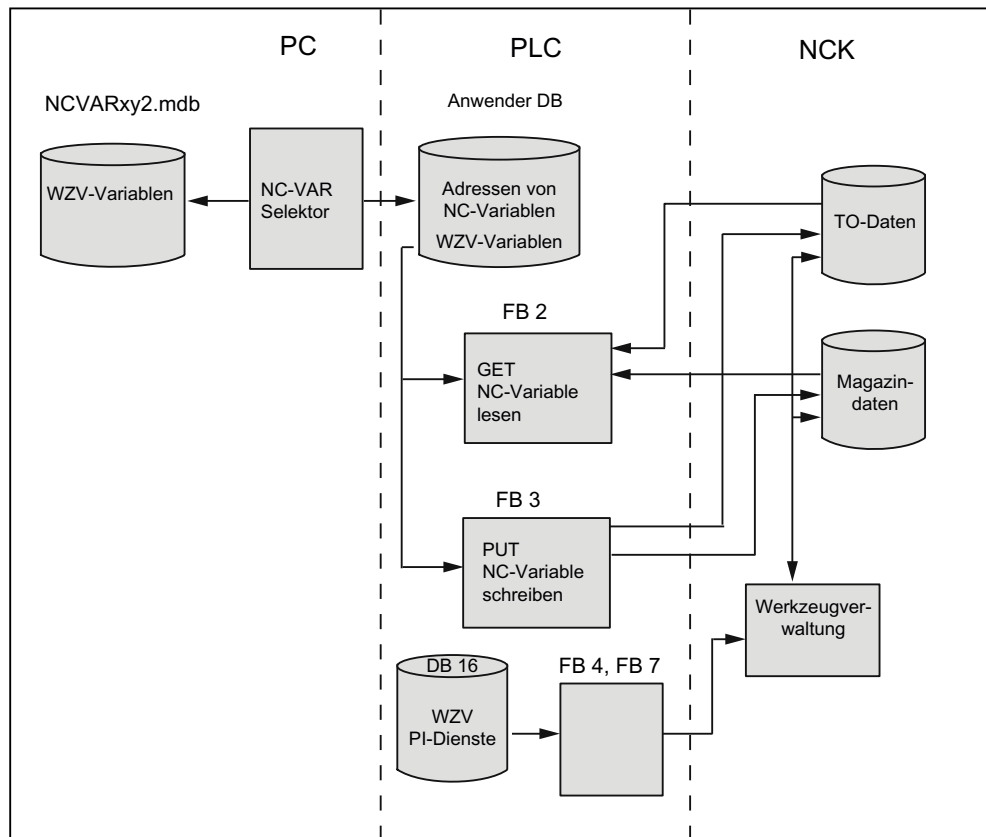 PC
PLC
NCK
NCVARxy2.mdb
Anwender DB
WZV-Variablen
NC-VAR
Selektor
Adressen von
NC-Variablen
WZV-Variablen
TO-Daten
FB 2
GET
NC-Variable
lesen
Magazin-
daten
FB 3
PUT
NC-Variable
schreiben
Werkzeugver-
waltung
DB 16
WZV
PI-Dienste
FB 4, FB 7